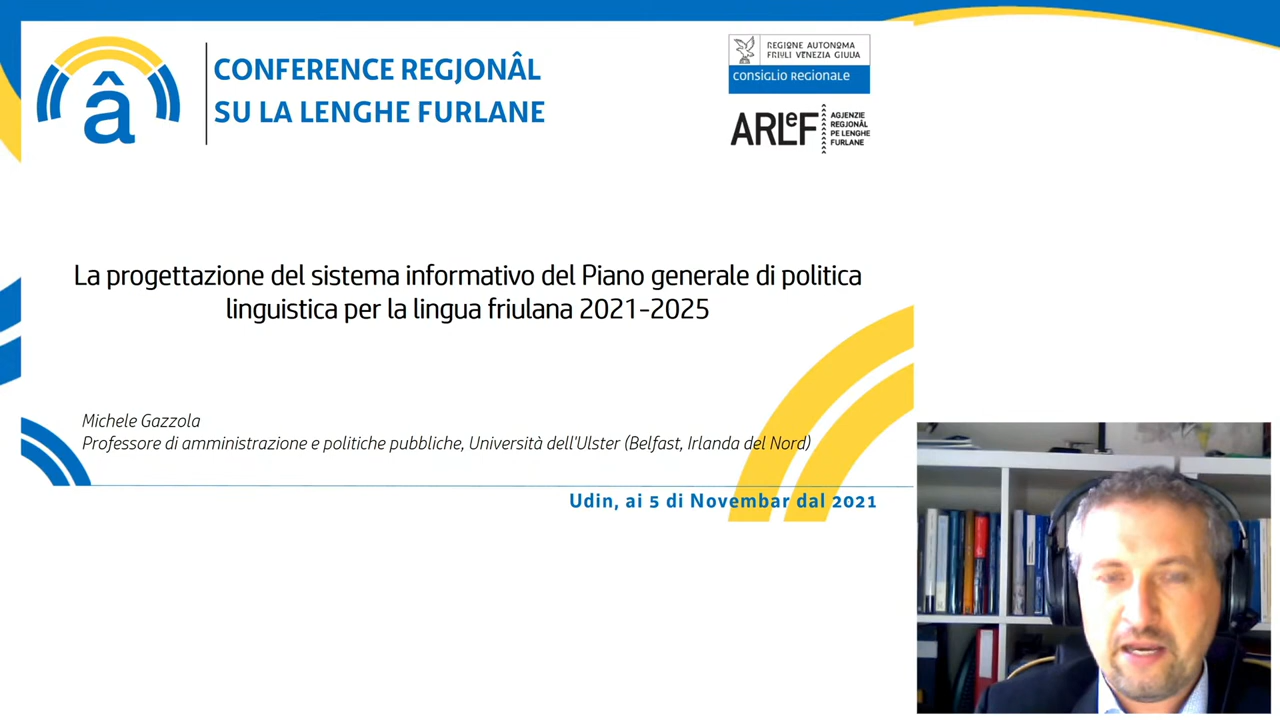 â
CONFERENCE REGJONÂL
SU LA LENGHE FURLANE
REGIONE AUTONOMA
FRIULI VENEZIA GIULIA
CONSIGLIO REGIONALE
ARLeF
AGJENZIE
REGJONÂL
PE LENGHE
FURLANE
La progettazione del sistema informativo del Piano generale di politica
linguistica per la lingua friulana 2021-2025
Michele Gazzola
Professore di amministrazione e politiche pubbliche, Università dell'Ulster (Belfast, Irlanda del Nord)
Udin, ai 5 di Novembar dal 2021